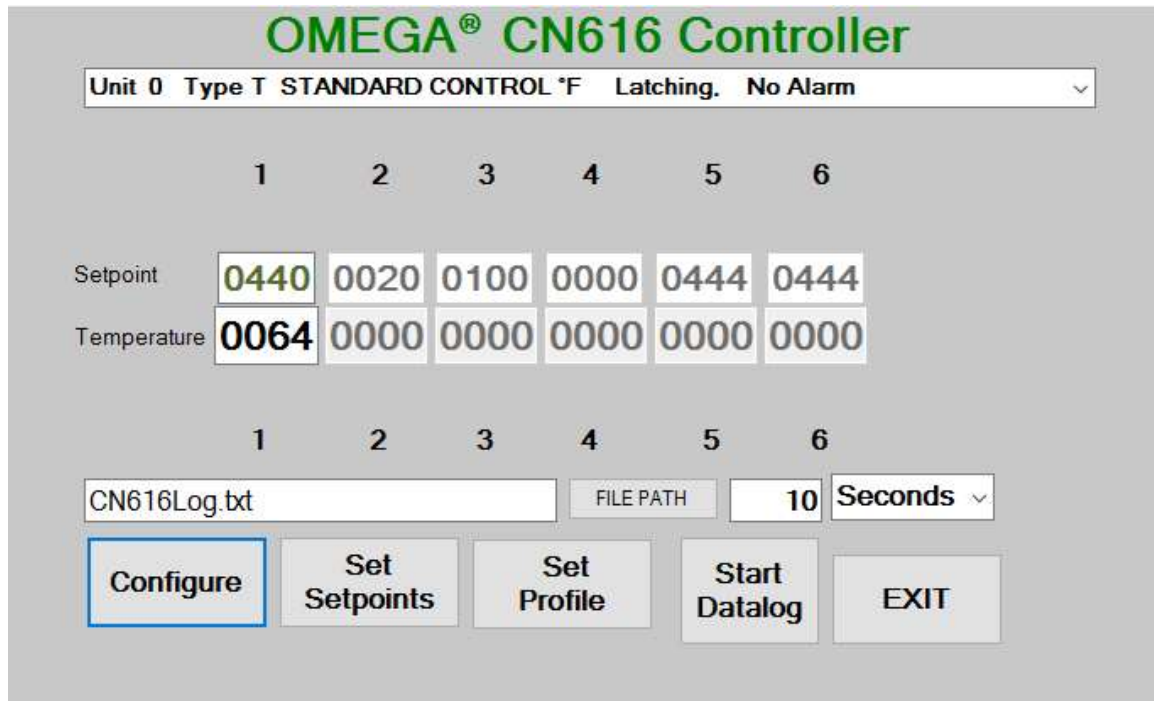 OMEGA® CN616 Controller
Unit 0 Type T STANDARD CONTROL °F Latching. No Alarm
1 2 3 4 5 6
Setpoint 0440 0020 0100 0000 0444 0444
Temperature 0064 0000 0000 0000 0000 0000
1 2 3 4 5 6
CN616Log.txt FILE PATH 10 Seconds
Configure
Set
Setpoints
Set
Profile
Start
Datalog
EXIT